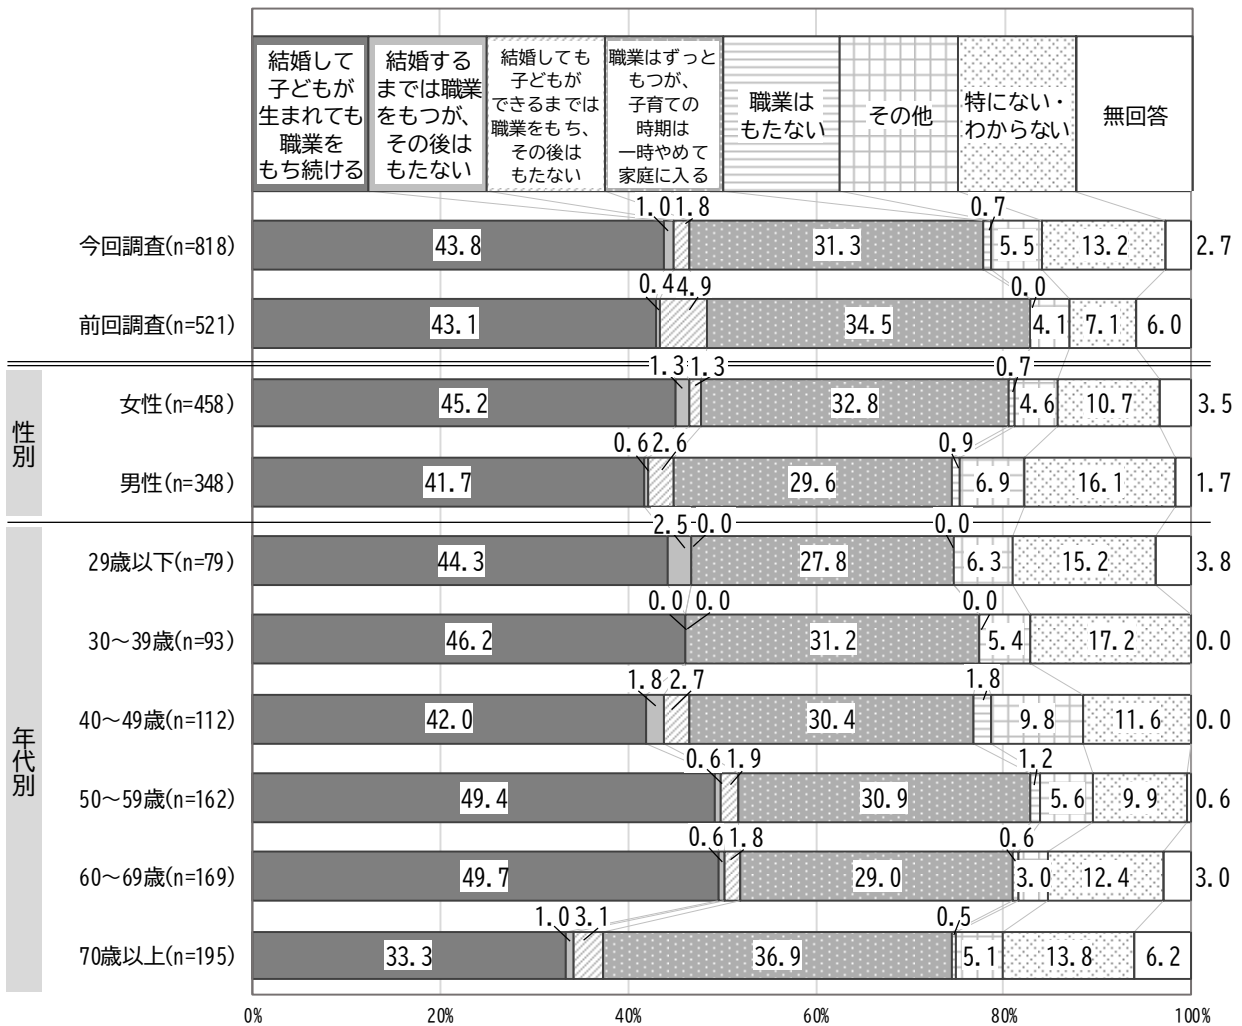 結婚して
子どもが
生まれても
職業を
もち続ける
結婚する
までは職業
をもつが、
その後は
もたない
結婚しても
子どもが
できるまでは
職業をもち、
その後は
もたない
職業はずっと
もつが、
子育ての
時期は
一時やめて
家庭に入る
職業は
もたない
その他
特にない・
わからない
無回答
1.0 1.8 0.7
今回調査(n=818) 43.8 31.3 5.5 13.2 2.7
0.4 4.9 0.0
前回調査(n=521) 43.1 34.5 4.1 7.1 6.0
性別
1.3 1.3 0.7
女性(n=458) 45.2 32.8 4.6 10.7 3.5
0.6 2.6 0.9
男性(n=348) 41.7 29.6 6.9 16.1 1.7
年代別
2.5 0.0 0.0
29歳以下(n=79) 44.3 27.8 6.3 15.2 3.8
0.0 0.0 0.0
30～39歳(n=93) 46.2 31.2 5.4 17.2 0.0
1.8 2.7 1.8
40～49歳(n=112) 42.0 30.4 9.8 11.6 0.0
0.6 1.9 1.2
50～59歳(n=162) 49.4 30.9 5.6 9.9 0.6
0.6 1.8 0.6
60～69歳(n=169) 49.7 29.0 3.0 12.4 3.0
1.0 3.1 0.5
70歳以上(n=195) 33.3 36.9 5.1 13.8 6.2
0% 20% 40% 60% 80% 100%